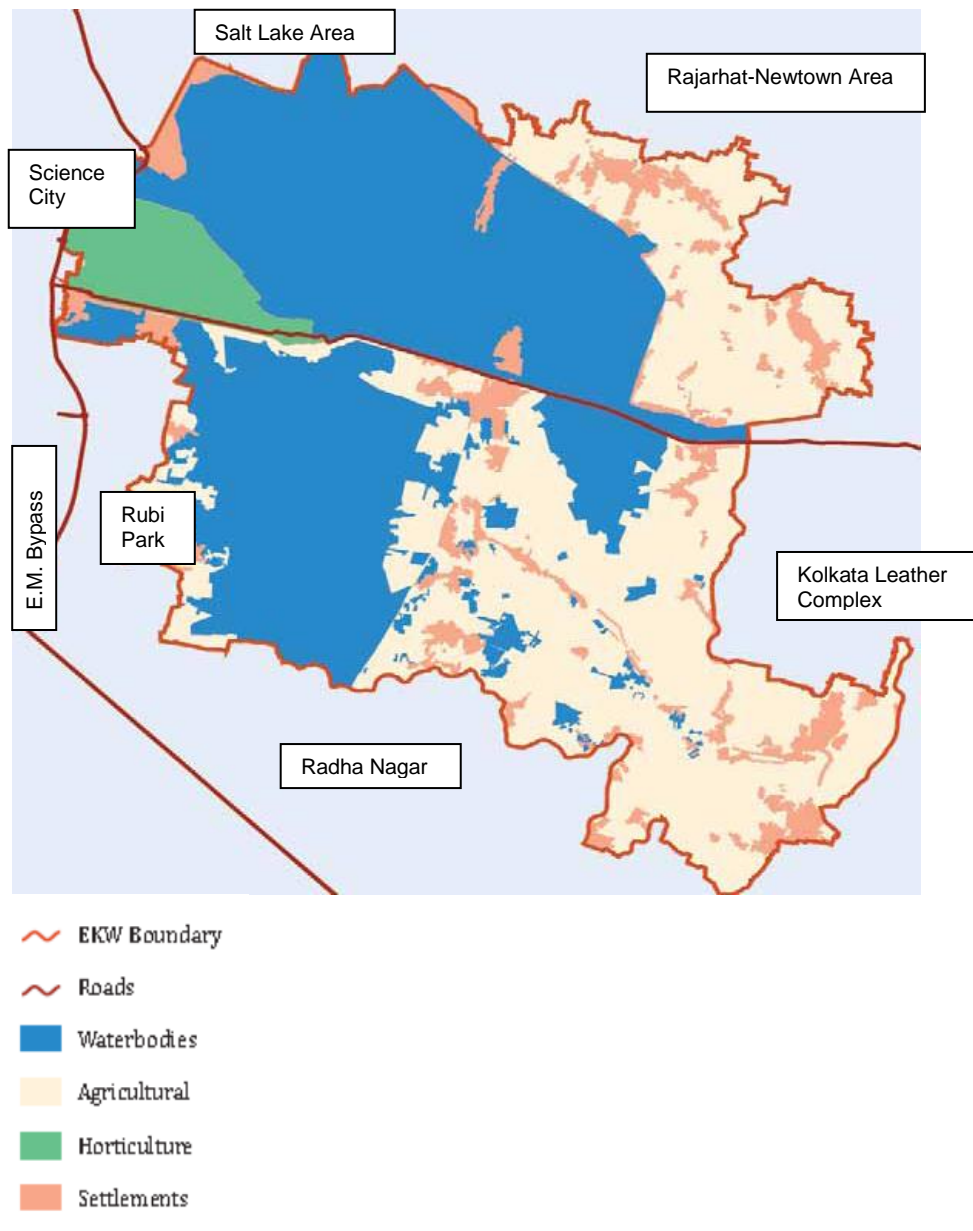 Salt Lake Area
Rajarhat-Newtown Area
Science
City
E.M. Bypass
Rubi
Park
Kolkata Leather
Complex
Radha Nagar
EKW Boundary
Roads
Waterbodies
Agricultural
Horticulture
Settlements